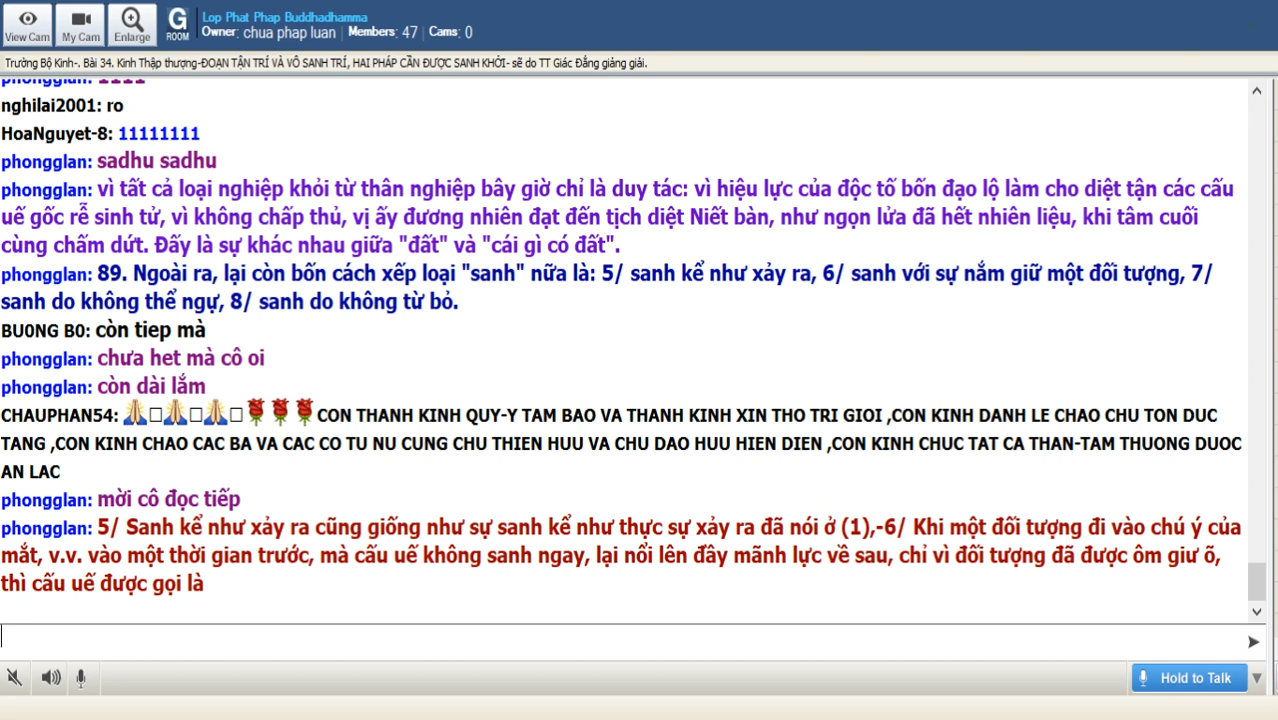 Lop Phat Phap Buddhadhamma
Owner: chua phap luan | Members: 47 | Cams: 0
View Cam
My Cam
Enlarge
G
ROOM
Trường Bộ Kinh-. Bài 34. Kinh Thập thượng-ĐOẠN TẬN TRÍ VÀ VÔ SANH TRÍ, HAI PHÁP CẦN ĐƯỢC SANH KHỞI- sẽ do TT Giác Đẳng giảng giải.
phongglan: 1111
nghilai2001: ro
HoaNguyet-8: 11111111
phongglan: sadhu sadhu
phongglan: vì tất cả loại nghiệp khỏi từ thân nghiệp bây giờ chỉ là duy tác: vì hiệu lực của độc tố bốn đạo lộ làm cho diệt tận các cấu
uế gốc rễ sinh tử, vì không chấp thủ, vị ấy đương nhiên đạt đến tịch diệt Niết bàn, như ngọn lửa đã hết nhiên liệu, khi tâm cuối
cùng chấm dứt. Đấy là sự khác nhau giữa "đất" và "cái gì có đất".
phongglan: 89. Ngoài ra, lại còn bốn cách xếp loại "sanh" nữa là: 5/ sanh kể như xảy ra, 6/ sanh với sự nắm giữ một đối tượng, 7/
sanh do không thể ngự, 8/ sanh do không từ bỏ.
BU0NG B0: còn tiep mà
phongglan: chưa het mà cô oi
phongglan: còn dài lắm
CHAUPHAN54: 🙏□🙏□🙏□🌹🌹🌹CON THANH KINH QUY-Y TAM BAO VA THANH KINH XIN THO TRI GIOI ,CON KINH DANH LE CHAO CHU TON DUC
TANG ,CON KINH CHAO CAC BA VA CAC CO TU NU CUNG CHU THIEN HUU VA CHU DAO HUU HIEN DIEN ,CON KINH CHUC TAT CA THAN-TAM THUONG DUOC
AN LAC
phongglan: mời cô đọc tiếp
phongglan: 5/ Sanh kể như xảy ra cũng giống như sự sanh kể như thực sự xảy ra đã nói ở (1),-6/ Khi một đối tượng đi vào chú ý của
mắt, v.v. vào một thời gian trước, mà cấu uế không sanh ngay, lại nổi lên đầy mãnh lực về sau, chỉ vì đối tượng đã được ôm giư õ,
thì cấu uế được gọi là
Hold to Talk